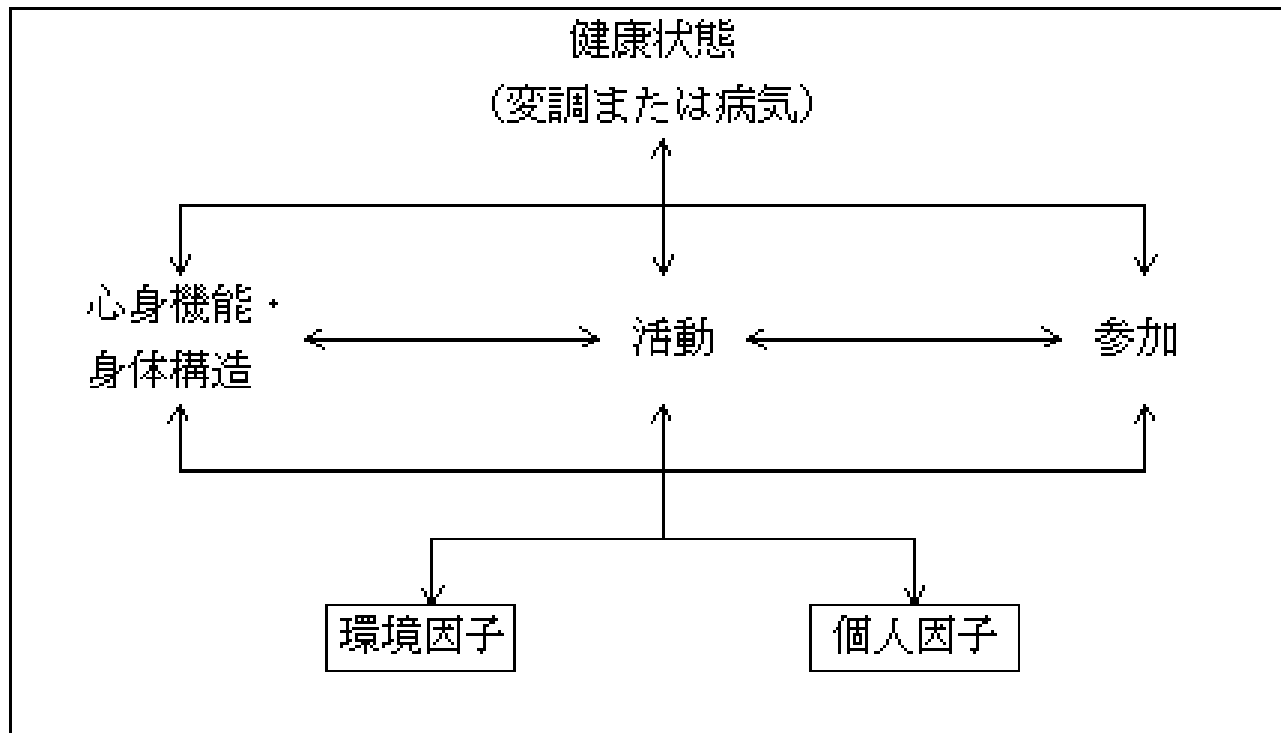 健康状態
（変調または病気）
心身機能・
身体構造
活動
参加
環境因子
個人因子